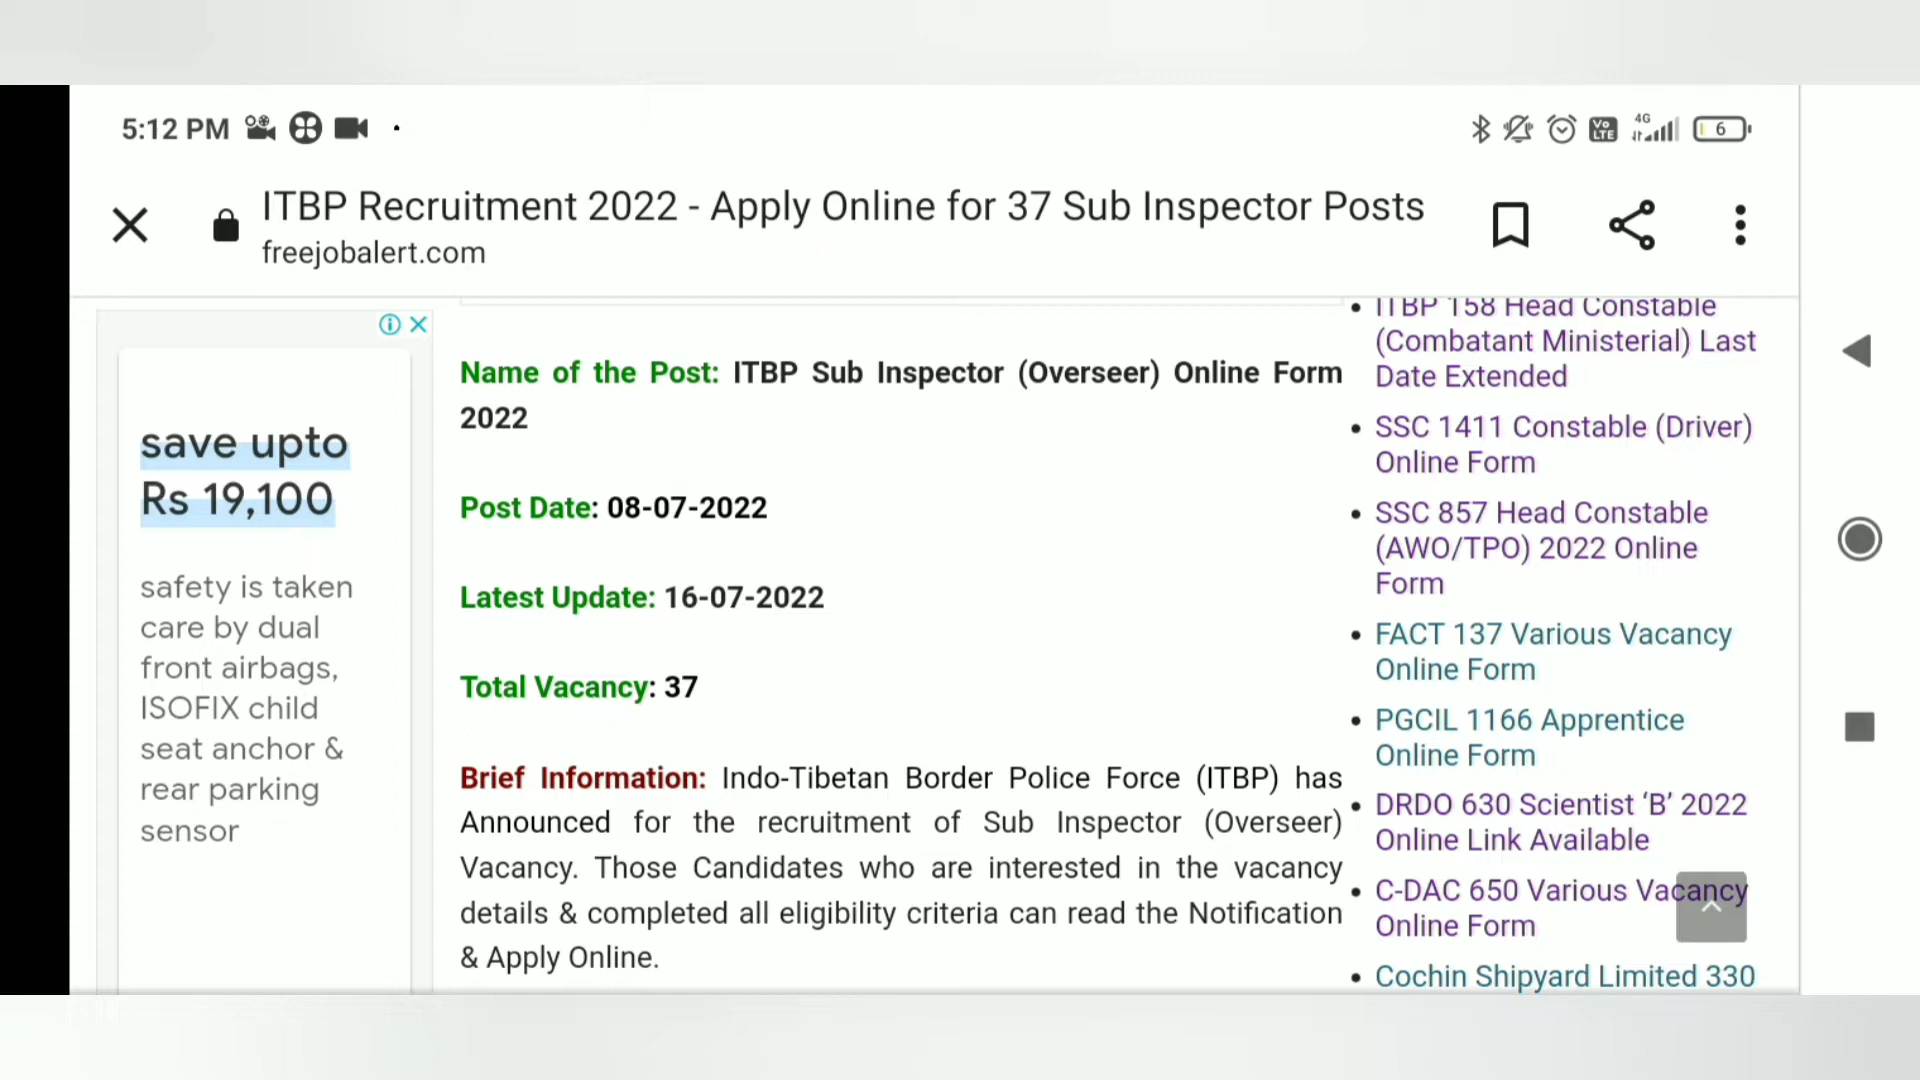 5:12 PM
4G
Vo
LTE
6
ITBP Recruitment 2022 - Apply Online for 37 Sub Inspector Posts
freejobalert.com
save upto
Rs 19,100
safety is taken
care by dual
front airbags,
ISOFIX child
seat anchor &
rear parking
sensor
Name of the Post: ITBP Sub Inspector (Overseer) Online Form
2022
Post Date: 08-07-2022
Latest Update: 16-07-2022
Total Vacancy: 37
Brief Information: Indo-Tibetan Border Police Force (ITBP) has
Announced for the recruitment of Sub Inspector (Overseer)
Vacancy. Those Candidates who are interested in the vacancy
details & completed all eligibility criteria can read the Notification
& Apply Online.
ITBP 158 Head Constable
(Combatant Ministerial) Last
Date Extended
SSC 1411 Constable (Driver)
Online Form
SSC 857 Head Constable
(AWO/TPO) 2022 Online
Form
FACT 137 Various Vacancy
Online Form
PGCIL 1166 Apprentice
Online Form
DRDO 630 Scientist ‘B’ 2022
Online Link Available
C-DAC 650 Various Vacancy
Online Form
Cochin Shipyard Limited 330